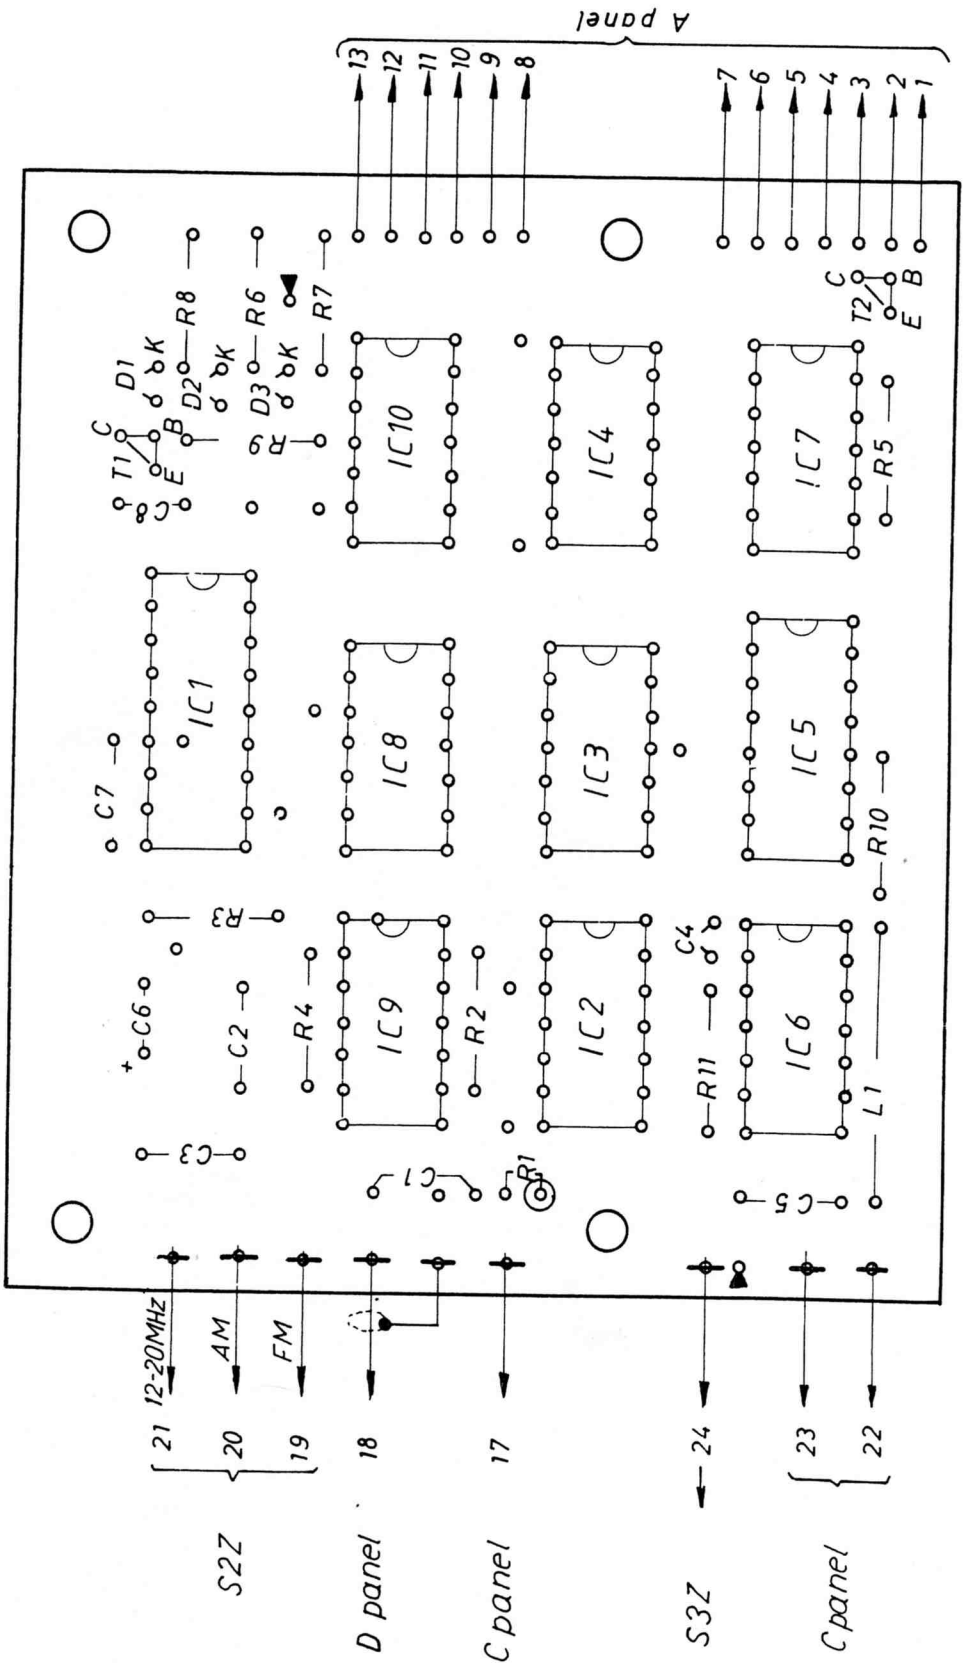 A panel
13
12
11
10
9
8
7
6
5
4
3
2
1
R8
R6
R7
D1
K
D2
K
D3
K
T1
C
B
E
C8
R9
T2
C
B
E
IC10
IC4
IC7
R5
IC1
C7
IC8
IC3
IC5
R10
R3
+
C6
C2
R4
IC9
R2
IC2
C4
R11
IC6
L1
C3
C1
R1
C5
12-20MHz
AM
FM
21
20
19
18
17
24
23
22
S2Z
D panel
C panel
S3Z
C panel